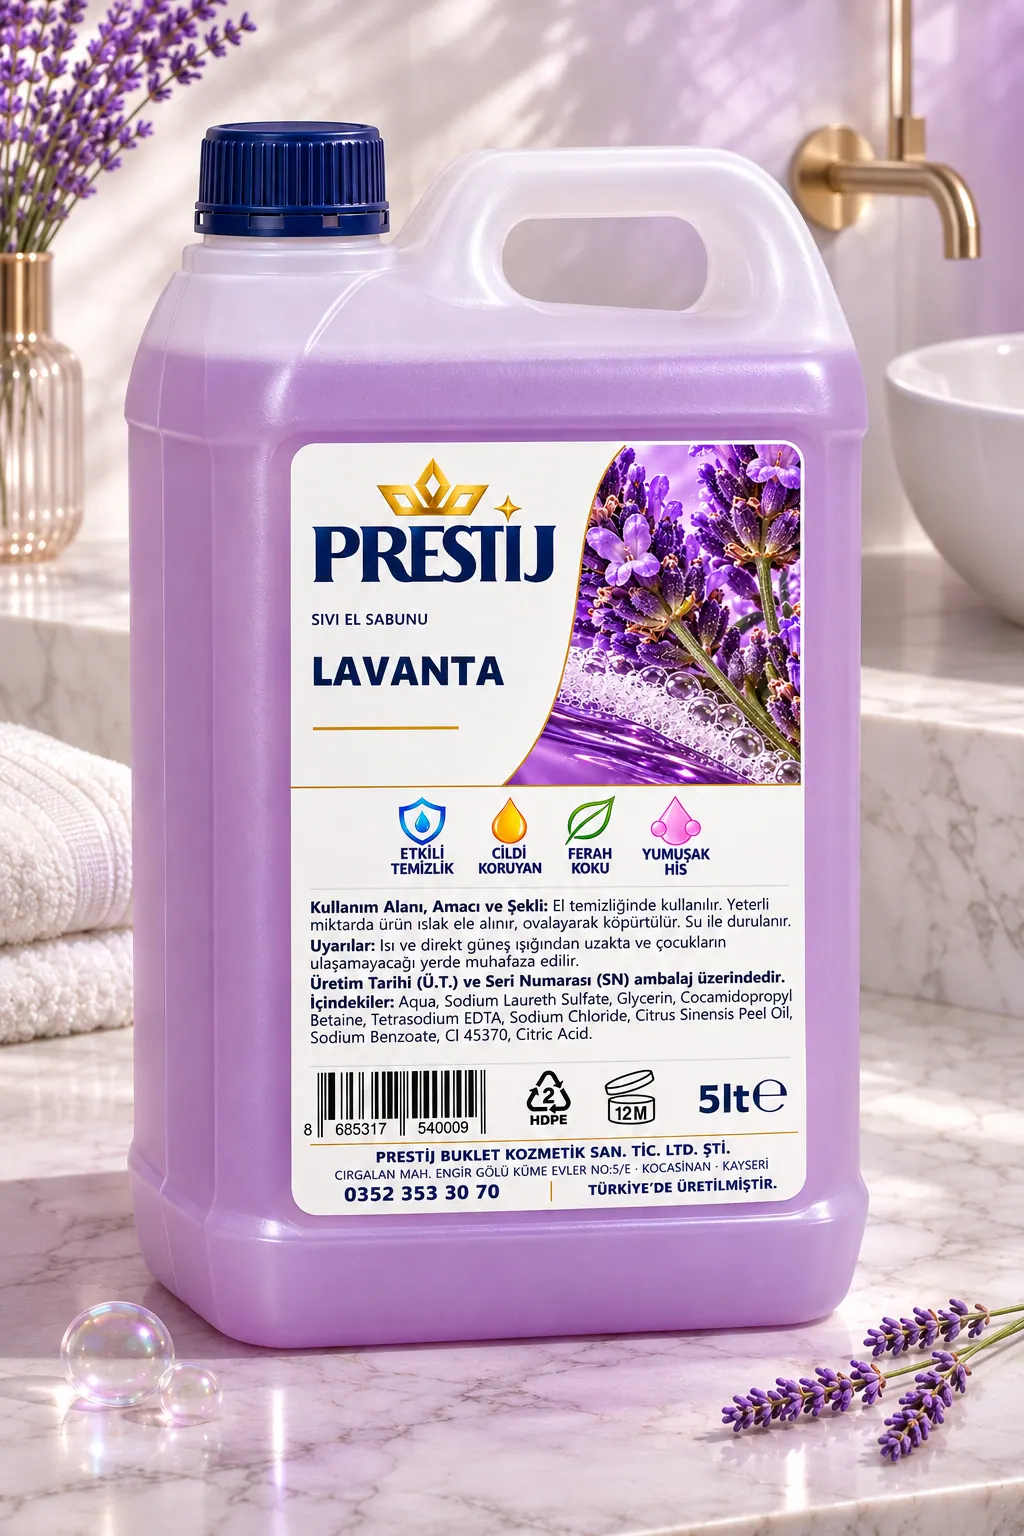 PRESTİJ
SIVI EL SABUNU
LAVANTA
ETKİLİ TEMİZLİK
CİLDİ KORUYAN
FERAH KOKU
YUMUŞAK HİS
Kullanım Alanı, Amacı ve Şekli: El temizliğinde kullanılır. Yeterli
miktarda ürün ıslak ele alınır, ovalayarak köpürtülür. Su ile durulanır.
Uyarılar: Isı ve direkt güneş ışığından uzakta ve çocukların
ulaşamayacağı yerde muhafaza edilir.
Üretim Tarihi (Ü.T.) ve Seri Numarası (SN) ambalaj üzerindedir.
İçindekiler: Aqua, Sodium Laureth Sulfate, Glycerin, Cocamidopropyl
Betaine, Tetrasodium EDTA, Sodium Chloride, Citrus Sinensis Peel Oil,
Sodium Benzoate, CI 45370, Citric Acid.
8 685317 540009
2
HDPE
12M
5lt℮
PRESTİJ BUKLET KOZMETİK SAN. TİC. LTD. ŞTİ.
CIRGALAN MAH. ENGİR GÖLÜ KÜME EVLER NO:5/E · KOCASİNAN · KAYSERİ
0352 353 30 70
TÜRKİYE'DE ÜRETİLMİŞTİR.